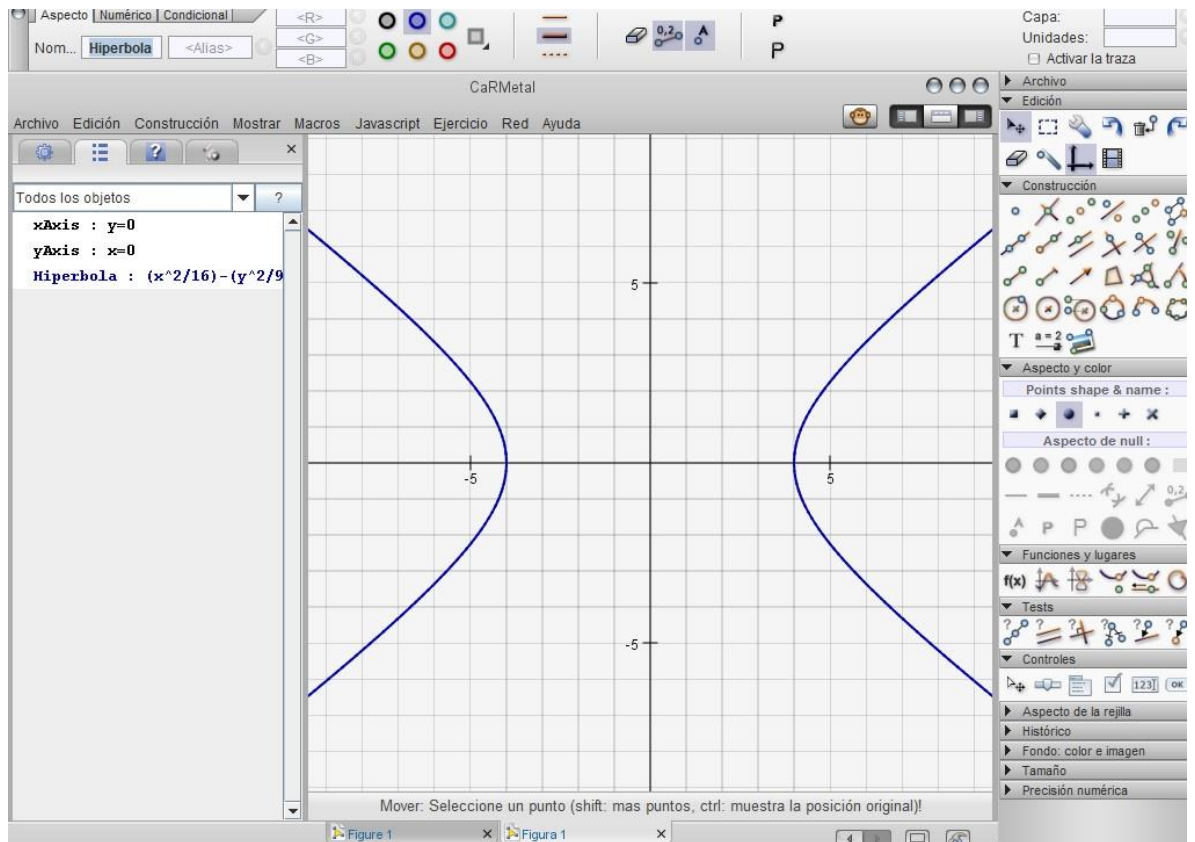 Aspecto Numérico Condicional
Nom... Hiperbola <Alias>
<R>
<G>
<B>
0,2
A
P
P
Capa:
Unidades:
Activar la traza
CaRMetal
Archivo Edición Construcción Mostrar Macros Javascript Ejercicio Red Ayuda
Todos los objetos ?
xAxis : y=0
yAxis : x=0
Hiperbola : (x^2/16)-(y^2/9
5
-5
5
-5
Mover: Seleccione un punto (shift: mas puntos, ctrl: muestra la posición original)!
Figure 1 x
Figura 1 x
Archivo
Edición
Construcción
T a = 2
Aspecto y color
Points shape & name :
Aspecto de null :
0,2
A P P
Funciones y lugares
f(x)
Tests
? ? ? ? ? ?
Controles
123 OK
Aspecto de la rejilla
Histórico
Fondo: color e imagen
Tamaño
Precisión numérica